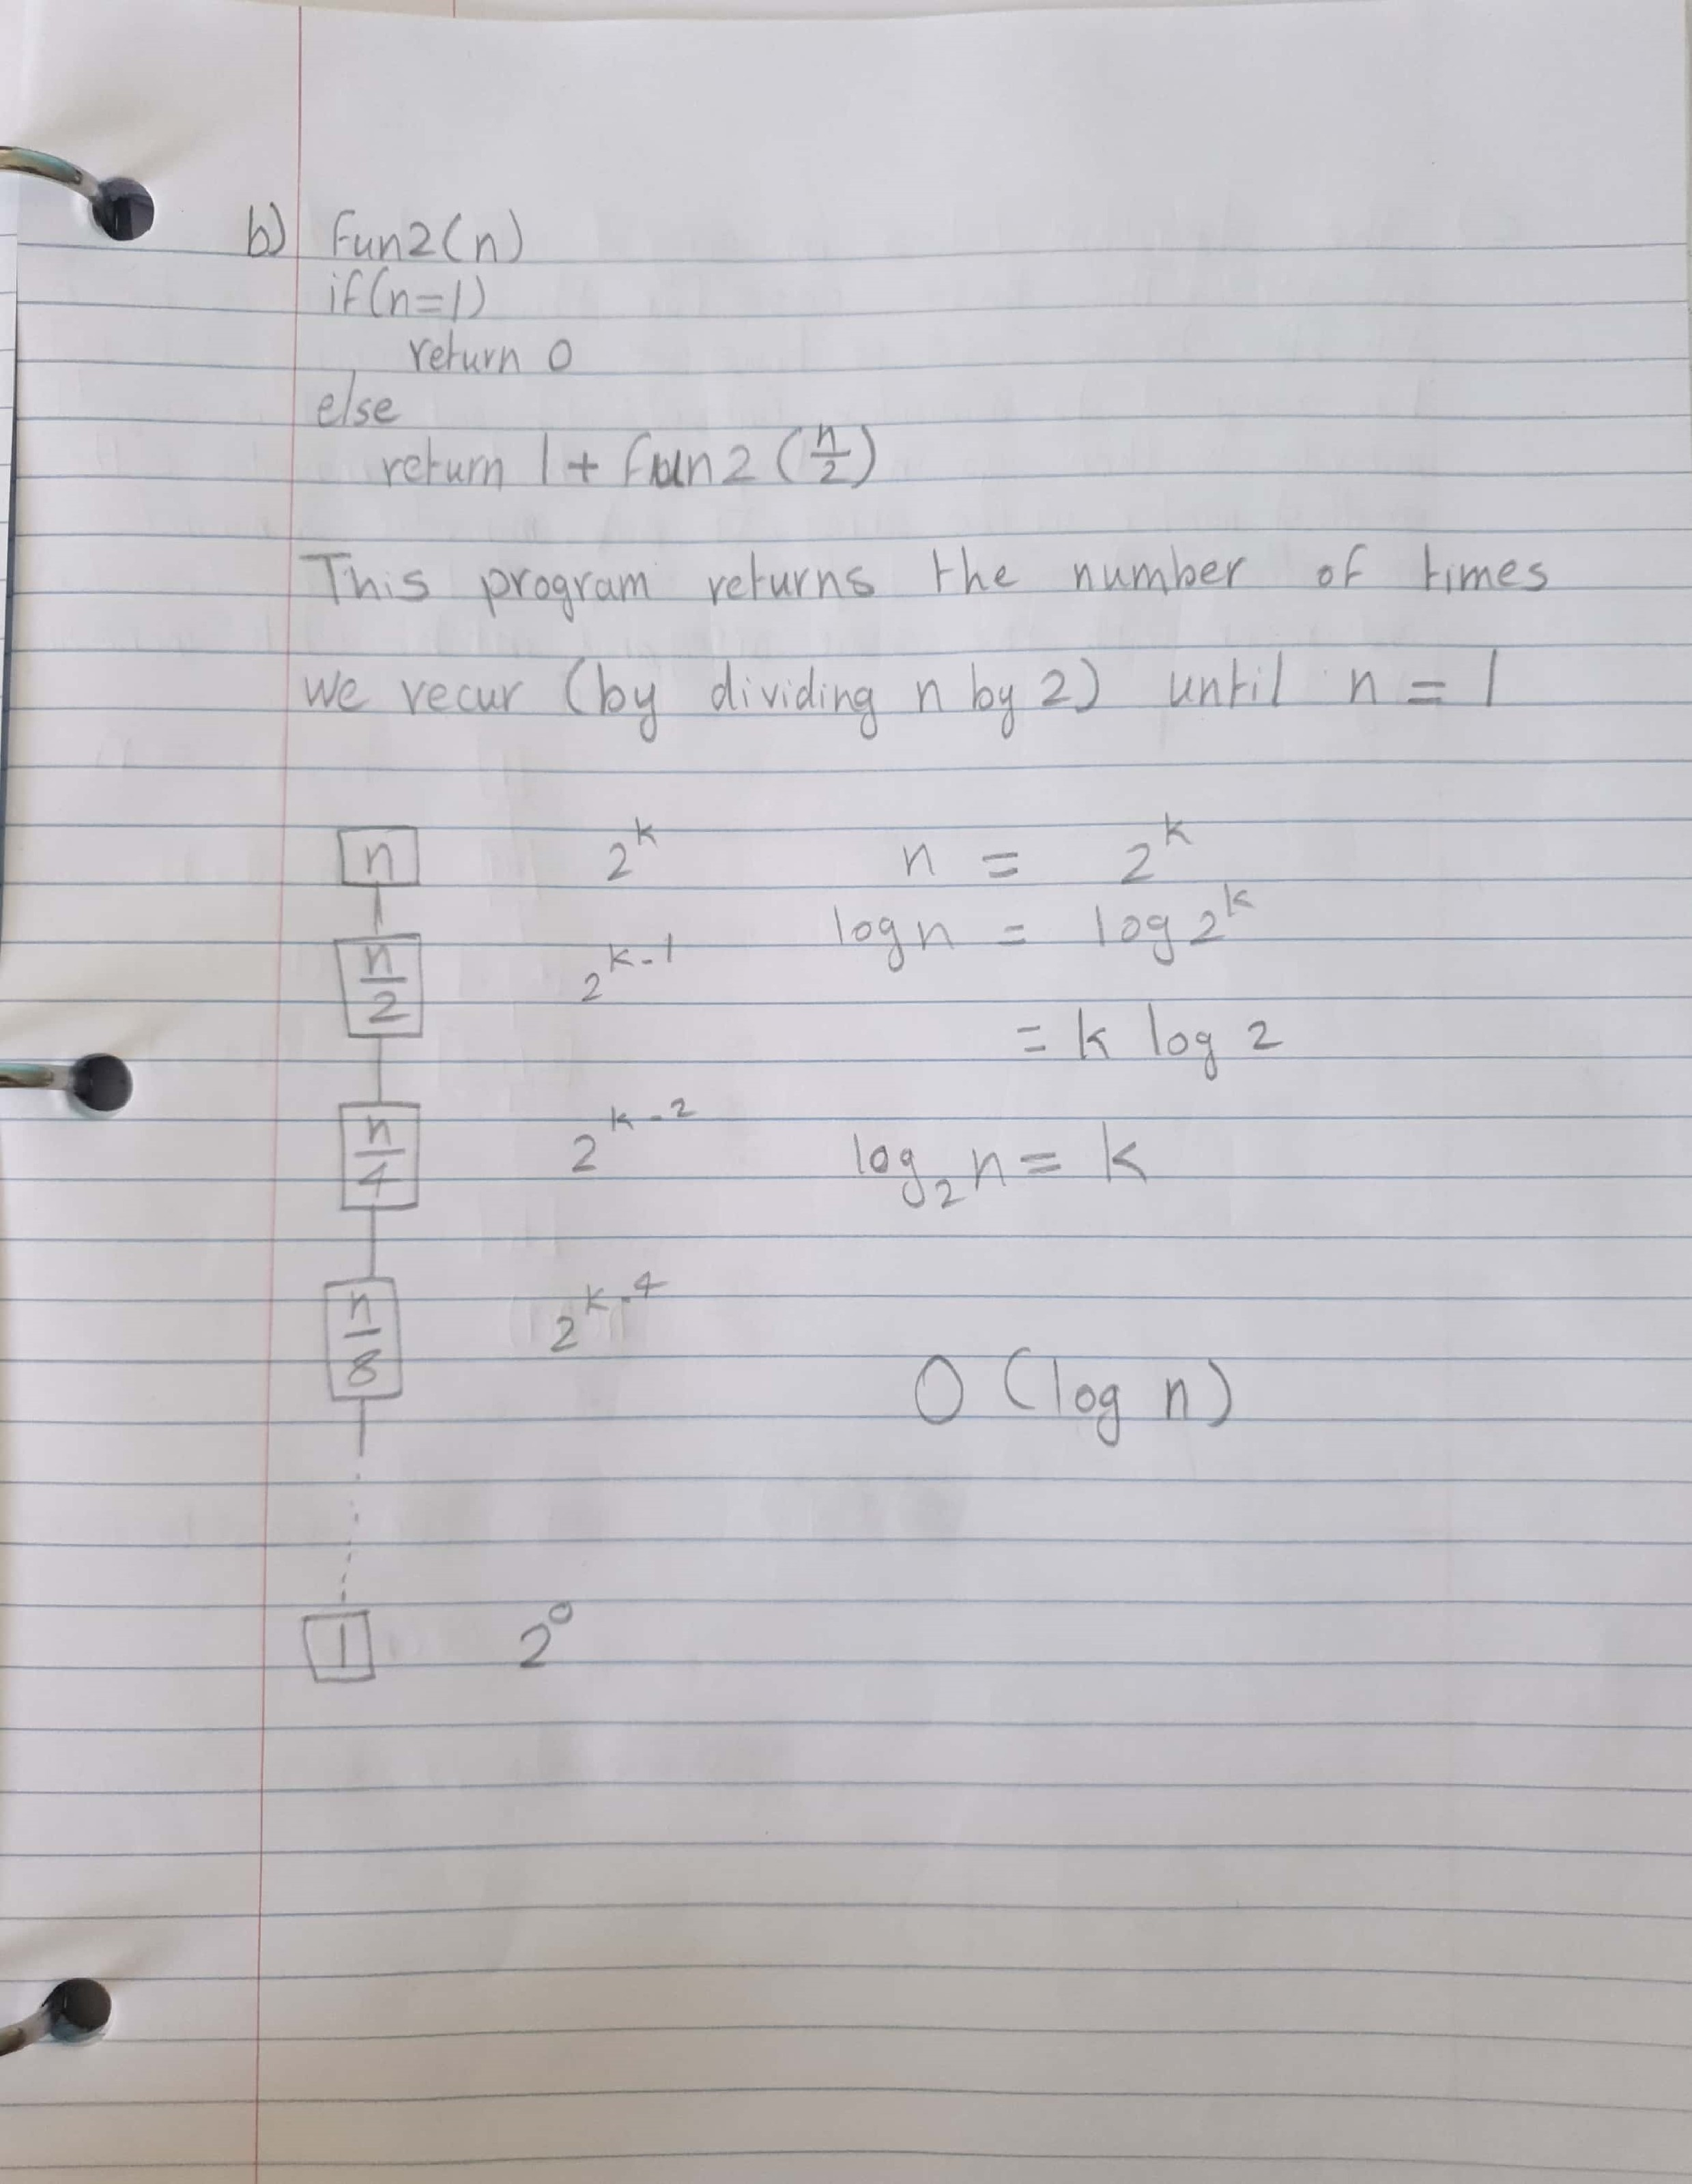 b) Fun2(n)
if(n=1)
return 0
else
return 1 + Fun2 (n/2)
This program returns the number of times
we recur (by dividing n by 2) until n = 1
n 2^k n = 2^k
log n = log 2^k
n/2 2^k-1
= k log 2
n/4 2^k-2 log₂ n = k
n/8 2^k-4
O (log n)
1 2^0